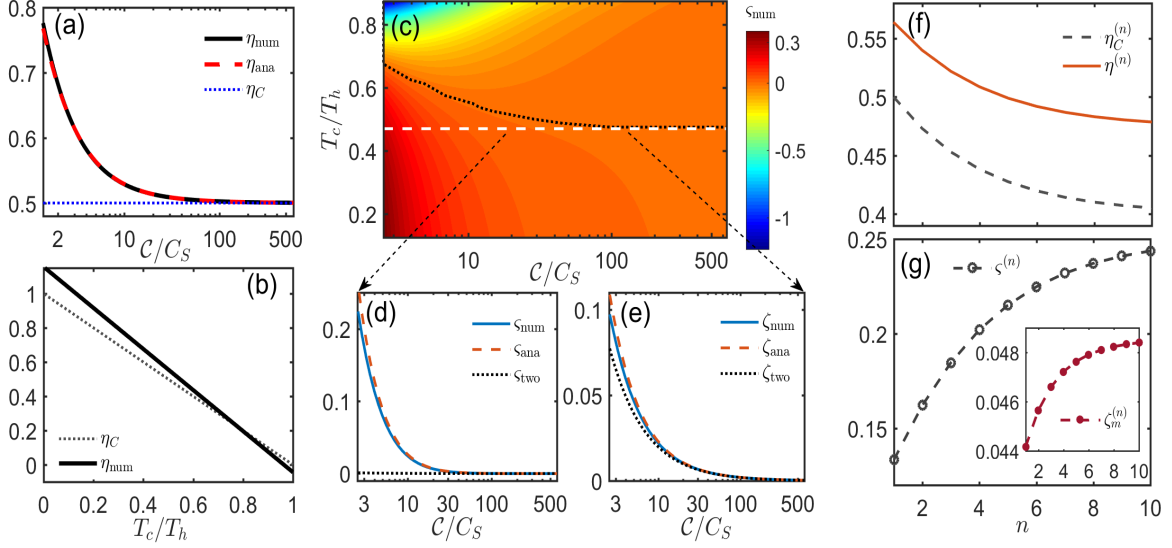 (a)
0.8
0.7
0.6
0.5
η_num
η_ana
η_C
2 10 100 500
C/C_S
(b)
1
0.8
0.6
0.4
0.2
0
η_C
η_num
0 0.2 0.4 0.6 0.8 1
T_c/T_h
(c)
T_c/T_h
0.8
0.6
0.4
0.2
10 100 500
C/C_S
ς_num
0.3
0
-0.5
-1
(d)
0.2
0.1
0
ς_num
ς_ana
ς_two
3 10 100 500
C/C_S
(e)
0.1
0.05
0
ζ_num
ζ_ana
ζ_two
3 10 100 500
C/C_S
(f)
0.55
0.5
0.45
0.4
η_C^(n)
η^(n)
(g)
0.25
0.20
0.15
0.13
ς^(n)
0.048
0.046
0.044
ζ_m^(n)
2 4 6 8 10
2 4 6 8 10
n